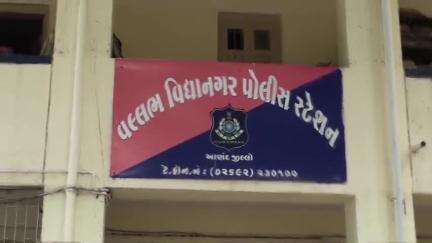 વલ્લભ વિદ્યાનગર પોલીસ સ્ટેશન
આણંદ જીલ્લો
ટે.ફોન.નં : (૦૨૬૯૨) ૨૩૦૧૦૦